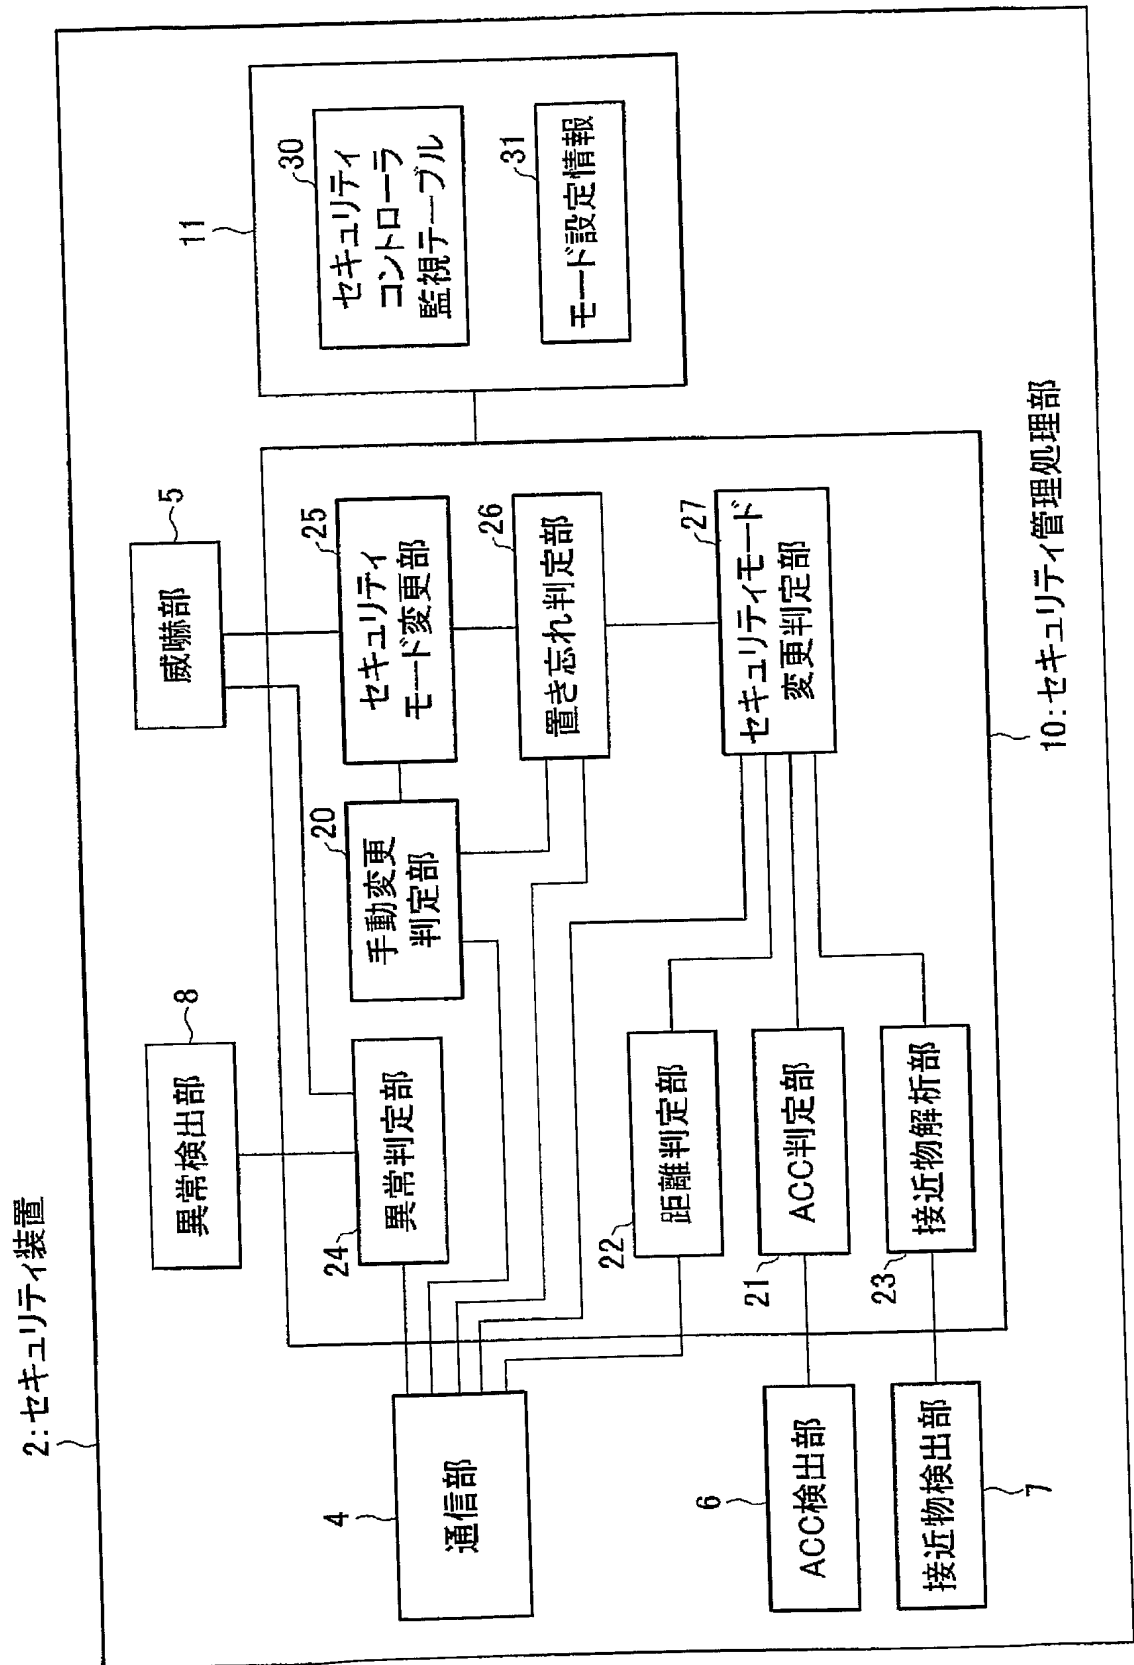 2:セキュリティ装置
異常検出部
8
威嚇部
5
11
セキュリティ
コントローラ
監視テーブル
30
モード設定情報
31
4
通信部
24
異常判定部
手動変更
判定部
20
セキュリティ
モード変更部
25
置き忘れ判定部
26
セキュリティモード
変更判定部
27
22
距離判定部
21
ACC判定部
23
接近物解析部
6
ACC検出部
接近物検出部
7
10:セキュリティ管理処理部